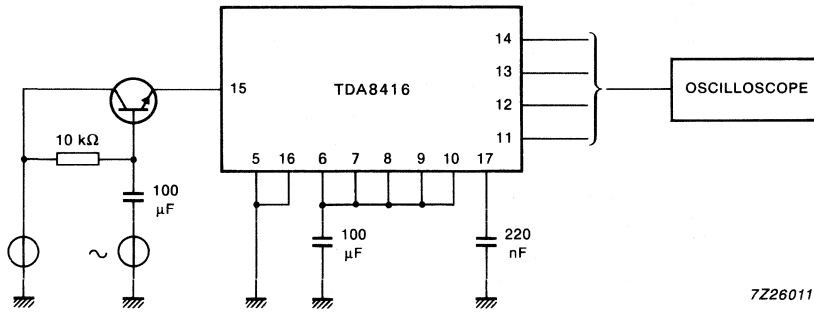 14
13
15
TDA8416
OSCILLOSCOPE
12
11
10 kΩ
5 16 6 7 8 9 10 17
100
μF
~
100
μF
220
nF
7Z26011